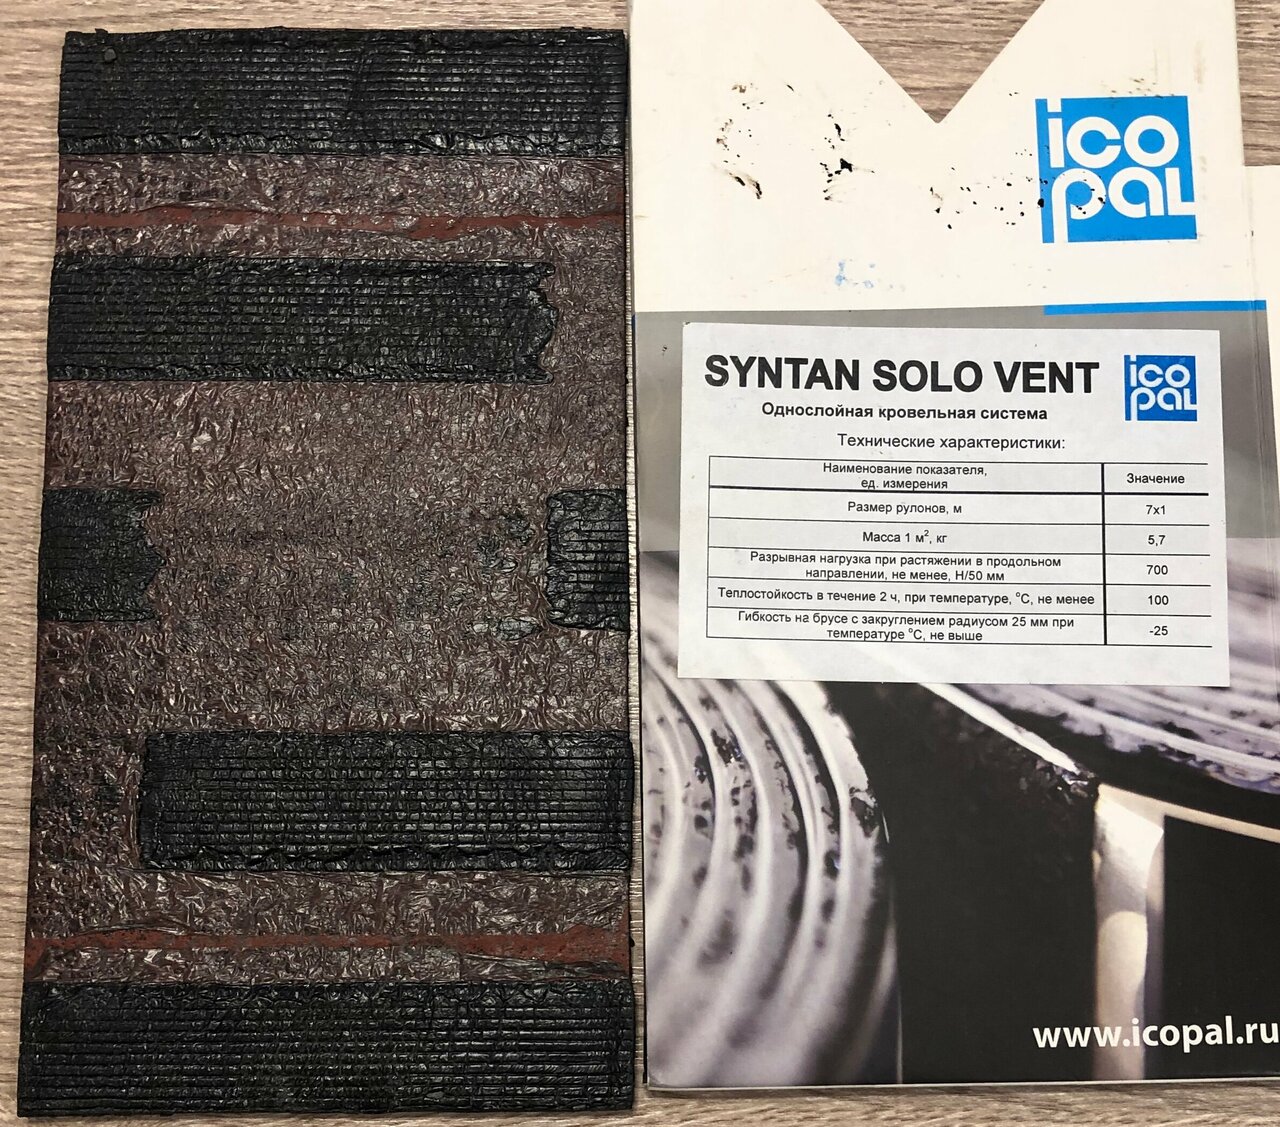 ico
pal
SYNTAN SOLO VENT
ico
pal
Однослойная кровельная система
Технические характеристики:
Наименование показателя,
ед. измерения
Значение
Размер рулонов, м
7x1
Масса 1 м², кг
5,7
Разрывная нагрузка при растяжении в продольном
направлении, не менее, Н/50 мм
700
Теплостойкость в течение 2 ч, при температуре, °С, не менее
100
Гибкость на брусе с закруглением радиусом 25 мм при
температуре °С, не выше
-25
www.icopal.ru